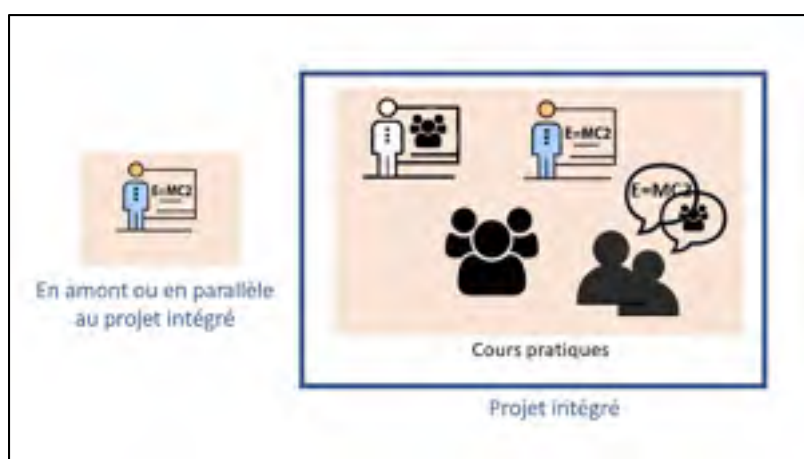 E=MC2
En amont ou en parallèle
au projet intégré
E=MC2
E=MC2
Cours pratiques
Projet intégré